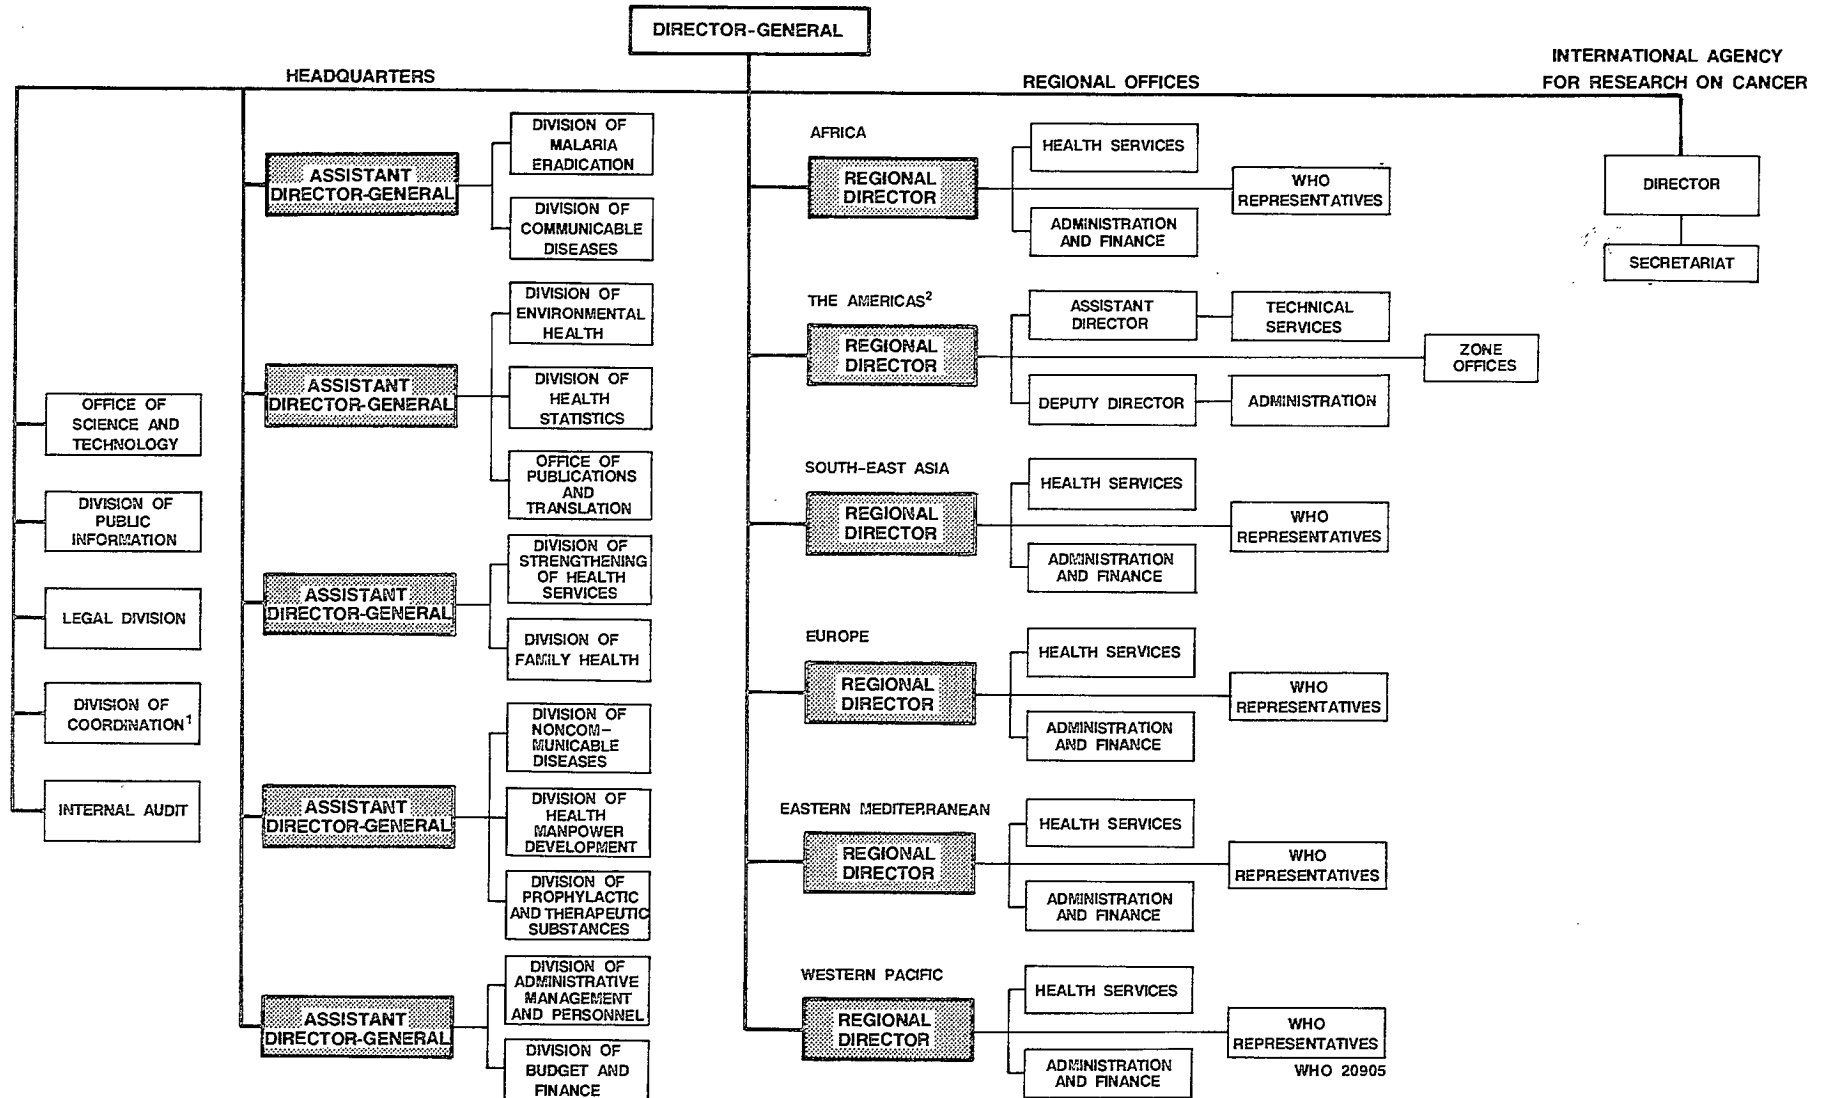 DIRECTOR-GENERAL
HEADQUARTERS
REGIONAL OFFICES
INTERNATIONAL AGENCY
FOR RESEARCH ON CANCER
OFFICE OF
SCIENCE AND
TECHNOLOGY
DIVISION OF
PUBLIC
INFORMATION
LEGAL DIVISION
DIVISION OF
COORDINATION¹
INTERNAL AUDIT
ASSISTANT
DIRECTOR-GENERAL
DIVISION OF
MALARIA
ERADICATION
DIVISION OF
COMMUNICABLE
DISEASES
ASSISTANT
DIRECTOR-GENERAL
DIVISION OF
ENVIRONMENTAL
HEALTH
DIVISION OF
HEALTH
STATISTICS
OFFICE OF
PUBLICATIONS
AND
TRANSLATION
ASSISTANT
DIRECTOR-GENERAL
DIVISION OF
STRENGTHENING
OF HEALTH
SERVICES
DIVISION OF
FAMILY HEALTH
ASSISTANT
DIRECTOR-GENERAL
DIVISION OF
NONCOM-
MUNICABLE
DISEASES
DIVISION OF
HEALTH
MANPOWER
DEVELOPMENT
DIVISION OF
PROPHYLACTIC
AND THERAPEUTIC
SUBSTANCES
ASSISTANT
DIRECTOR-GENERAL
DIVISION OF
ADMINISTRATIVE
MANAGEMENT
AND PERSONNEL
DIVISION OF
BUDGET AND
FINANCE
AFRICA
REGIONAL
DIRECTOR
HEALTH SERVICES
ADMINISTRATION
AND FINANCE
WHO
REPRESENTATIVES
THE AMERICAS²
REGIONAL
DIRECTOR
ASSISTANT
DIRECTOR
TECHNICAL
SERVICES
DEPUTY DIRECTOR
ADMINISTRATION
ZONE
OFFICES
SOUTH-EAST ASIA
REGIONAL
DIRECTOR
HEALTH SERVICES
ADMINISTRATION
AND FINANCE
WHO
REPRESENTATIVES
EUROPE
REGIONAL
DIRECTOR
HEALTH SERVICES
ADMINISTRATION
AND FINANCE
WHO
REPRESENTATIVES
EASTERN MEDITERRANEAN
REGIONAL
DIRECTOR
HEALTH SERVICES
ADMINISTRATION
AND FINANCE
WHO
REPRESENTATIVES
WESTERN PACIFIC
REGIONAL
DIRECTOR
HEALTH SERVICES
ADMINISTRATION
AND FINANCE
WHO
REPRESENTATIVES
WHO 20905
DIRECTOR
SECRETARIAT